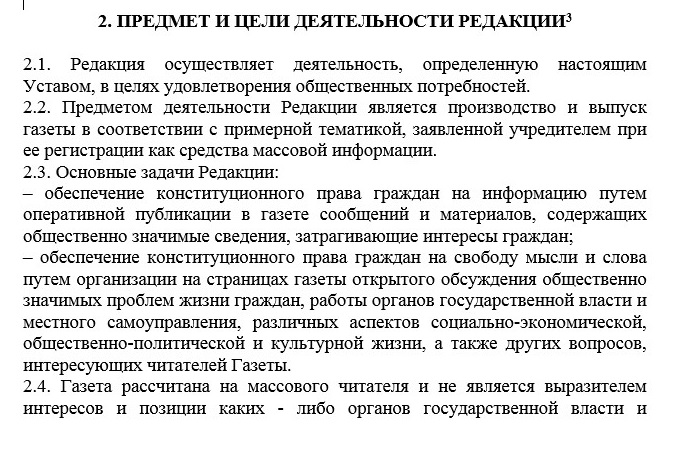 2. ПРЕДМЕТ И ЦЕЛИ ДЕЯТЕЛЬНОСТИ РЕДАКЦИИ³
2.1. Редакция осуществляет деятельность, определенную настоящим
Уставом, в целях удовлетворения общественных потребностей.
2.2. Предметом деятельности Редакции является производство и выпуск
газеты в соответствии с примерной тематикой, заявленной учредителем при
ее регистрации как средства массовой информации.
2.3. Основные задачи Редакции:
– обеспечение конституционного права граждан на информацию путем
оперативной публикации в газете сообщений и материалов, содержащих
общественно значимые сведения, затрагивающие интересы граждан;
– обеспечение конституционного права граждан на свободу мысли и слова
путем организации на страницах газеты открытого обсуждения общественно
значимых проблем жизни граждан, работы органов государственной власти и
местного самоуправления, различных аспектов социально-экономической,
общественно-политической и культурной жизни, а также других вопросов,
интересующих читателей Газеты.
2.4. Газета рассчитана на массового читателя и не является выразителем
интересов и позиции каких - либо органов государственной власти и